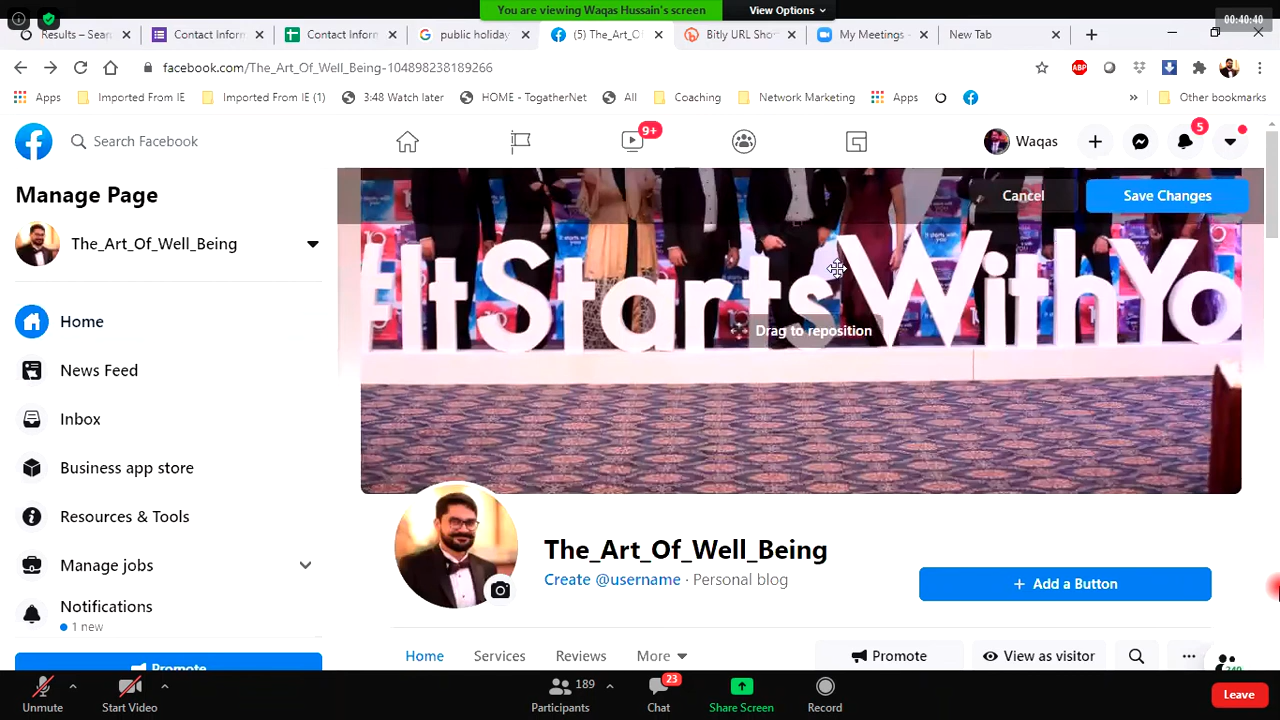 You are viewing Waqas Hussain's screen
View Options
00:40:40
Results – Sear
Contact Inforn
Contact Inforn
public holiday
(5) The_Art_O
Bitly URL Sho
My Meetings -
New Tab
facebook.com/The_Art_Of_Well_Being-104898238189266
ABP
Apps
Imported From IE
Imported From IE (1)
3:48 Watch later
HOME - TogatherNet
All
Coaching
Network Marketing
Apps
»
Other bookmarks
Search Facebook
9+
Waqas
5
Manage Page
The_Art_Of_Well_Being
Cancel
Save Changes
#ItStartsWithYo
Drag to reposition
Home
News Feed
Inbox
Business app store
Resources & Tools
Manage jobs
Notifications
1 new
Promote
The_Art_Of_Well_Being
Create @username · Personal blog
+ Add a Button
Home
Services
Reviews
More
Promote
View as visitor
Unmute
Start Video
189
Participants
23
Chat
Share Screen
Record
Leave